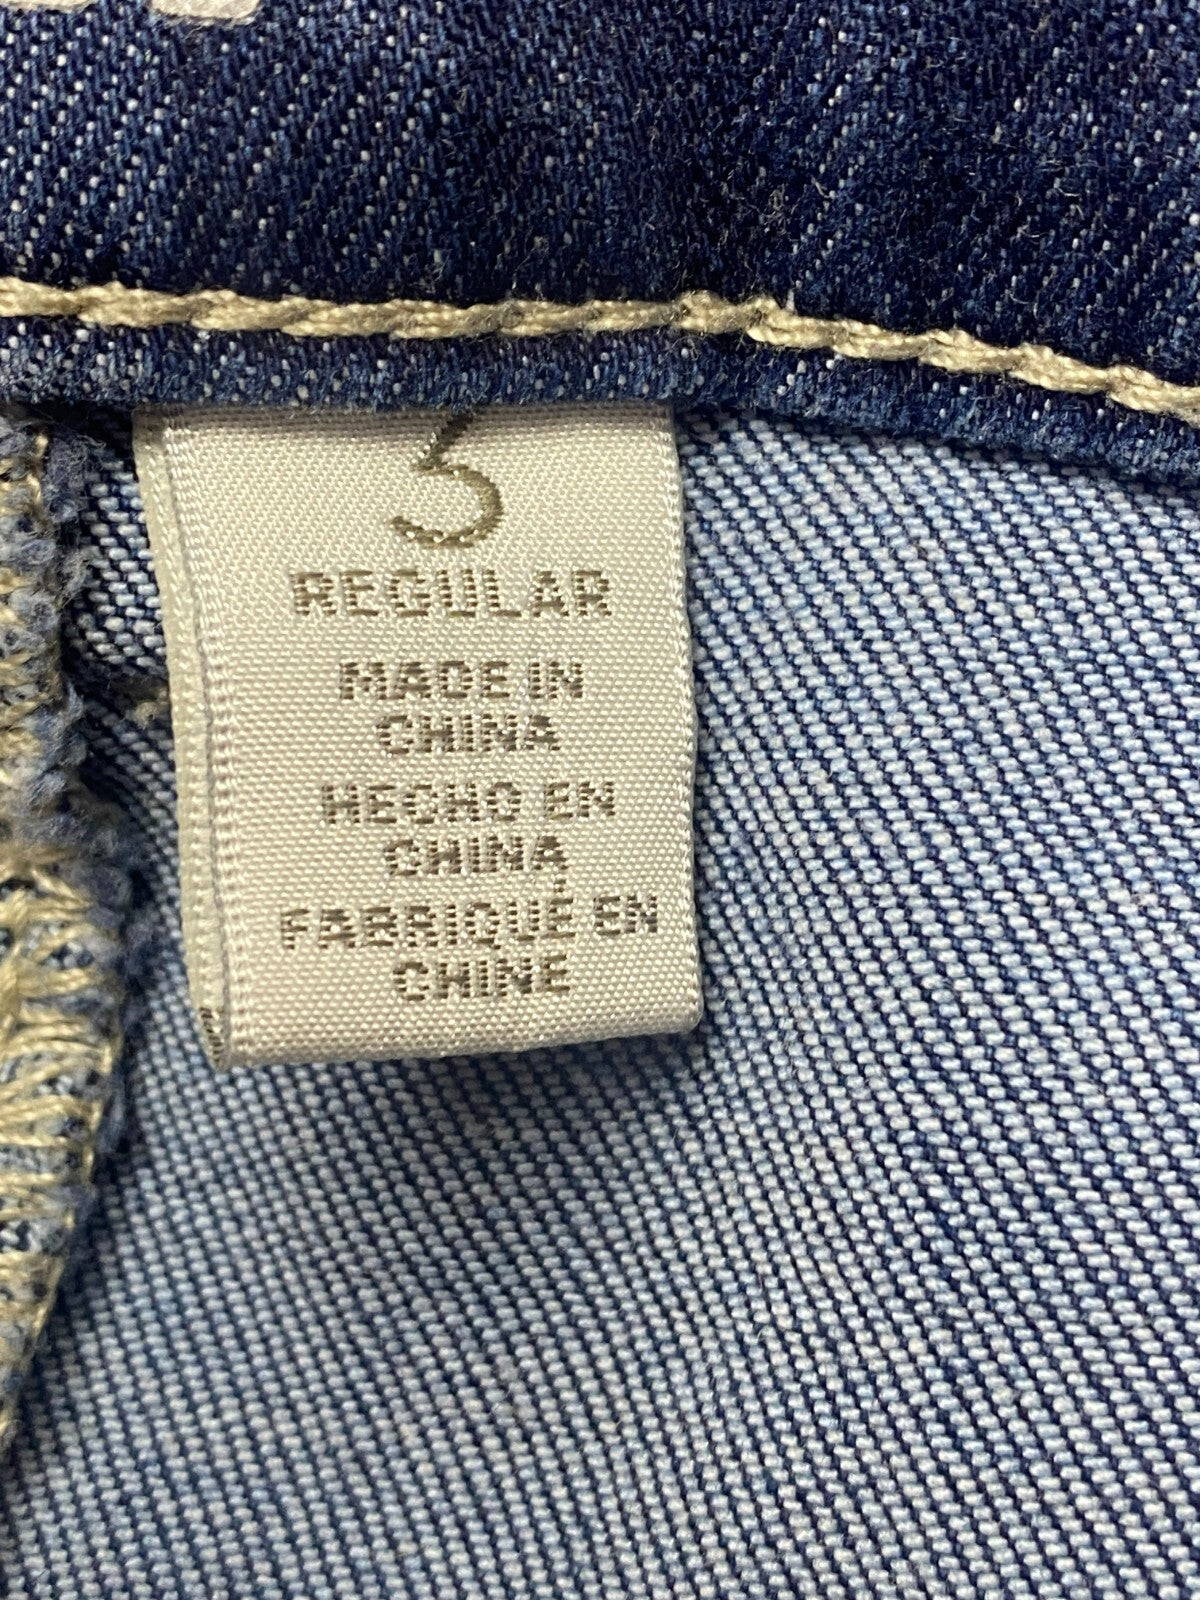 5
REGULAR
MADE IN
CHINA
HECHO EN
CHINA
FABRIQUÉ EN
CHINE